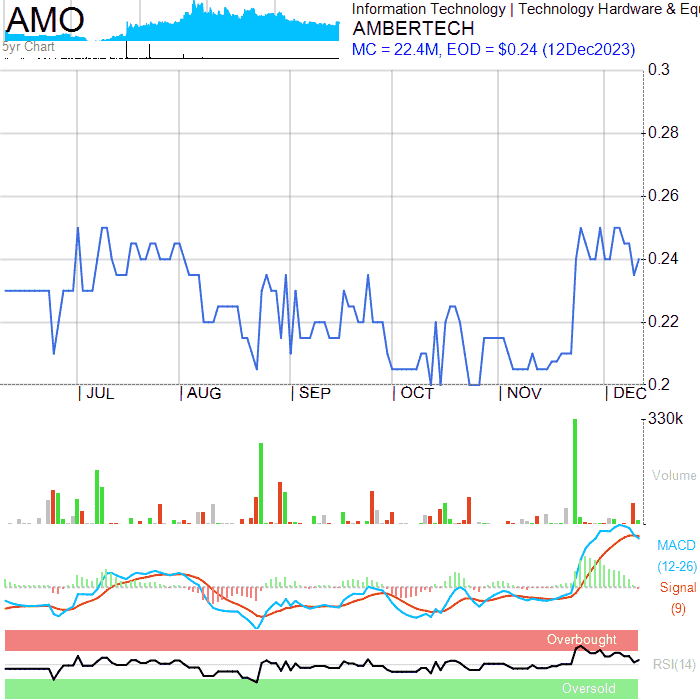 AMO
5yr Chart
Information Technology | Technology Hardware & Equ
AMBERTECH
MC = 22.4M, EOD = $0.24 (12Dec2023)
0.3
0.28
0.26
0.24
0.22
0.2
| JUL | AUG | SEP | OCT | NOV | DEC
330k
Volume
MACD
(12-26)
Signal
(9)
Overbought
RSI(14)
Oversold